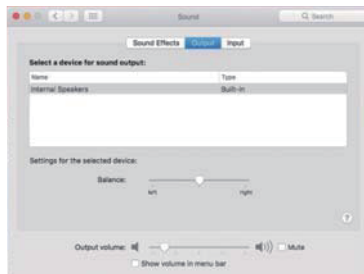 Sound
Search
Sound Effects Output Input
Select a device for sound output:
Name Type
Internal Speakers Built-in
Settings for the selected device:
Balance:
left right
?
Output volume: Mute
Show volume in menu bar